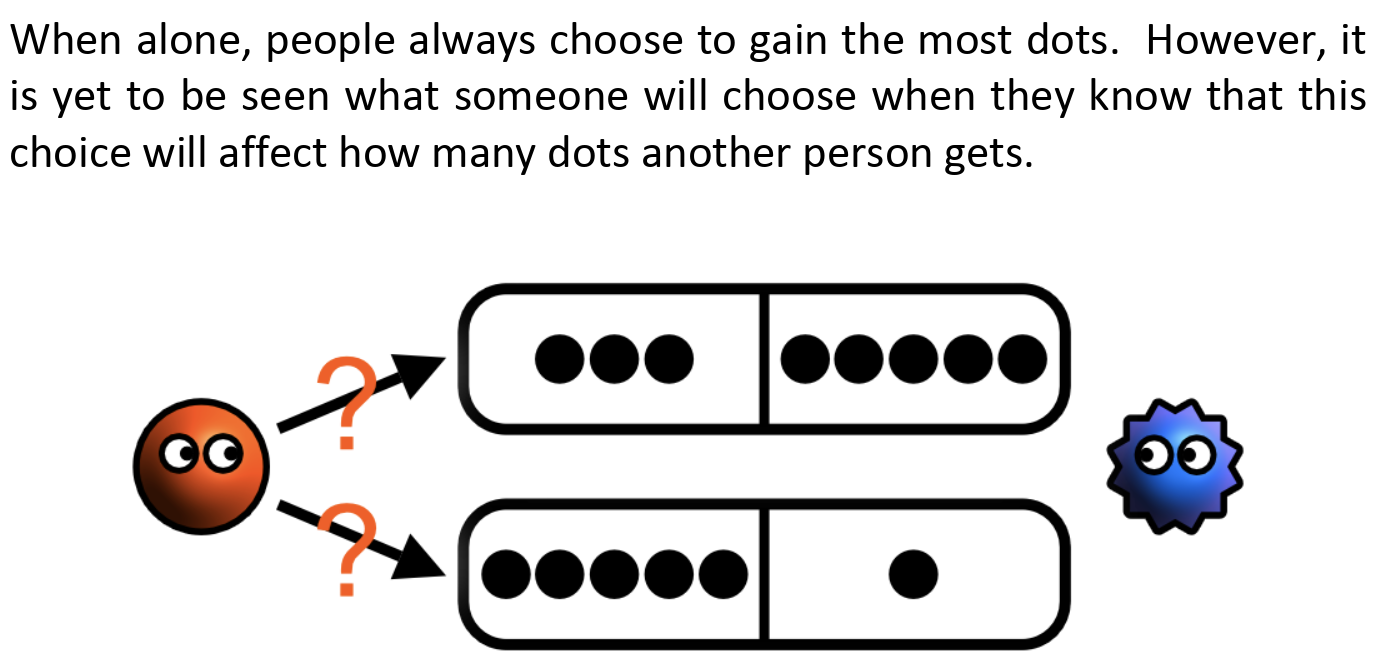 When alone, people always choose to gain the most dots. However, it
is yet to be seen what someone will choose when they know that this
choice will affect how many dots another person gets.
?
?